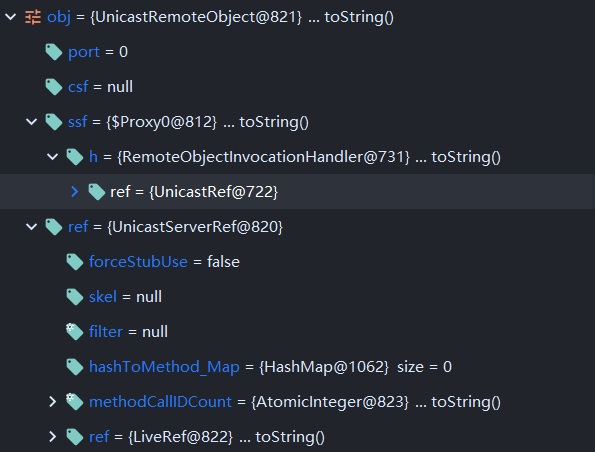 obj = {UnicastRemoteObject@821} ... toString()
port = 0
csf = null
ssf = {$Proxy0@812} ... toString()
h = {RemoteObjectInvocationHandler@731} ... toString()
ref = {UnicastRef@722}
ref = {UnicastServerRef@820}
forceStubUse = false
skel = null
filter = null
hashToMethod_Map = {HashMap@1062} size = 0
methodCallIDCount = {AtomicInteger@823} ... toString()
ref = {LiveRef@822} ... toString()